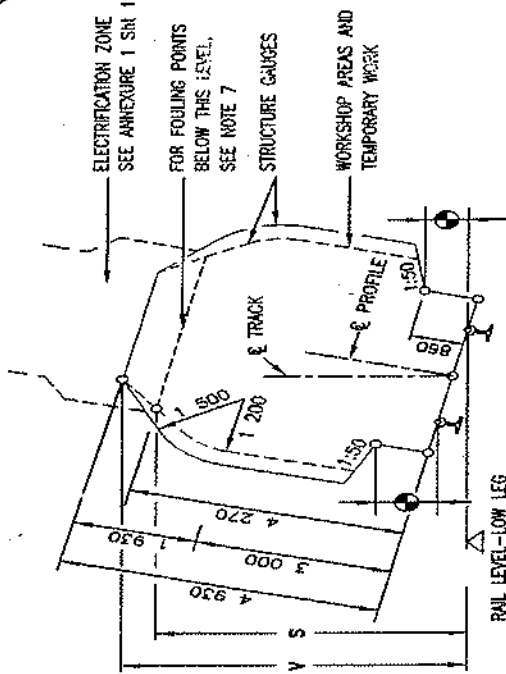 ELECTRIFICATION ZONE
SEE ANNEXURE 1 Sht 1
FOR FOULING POINTS
BELOW THIS LEVEL,
SEE NOTE 7
STRUCTURE GAUGES
WORKSHOP AREAS AND
TEMPORARY WORK
1 500
1 200
℄ TRACK
℄ PROFILE
1:50
1:50
860
4 270
1 930
3 000
4 930
S
V
RAIL LEVEL-LOW LEG